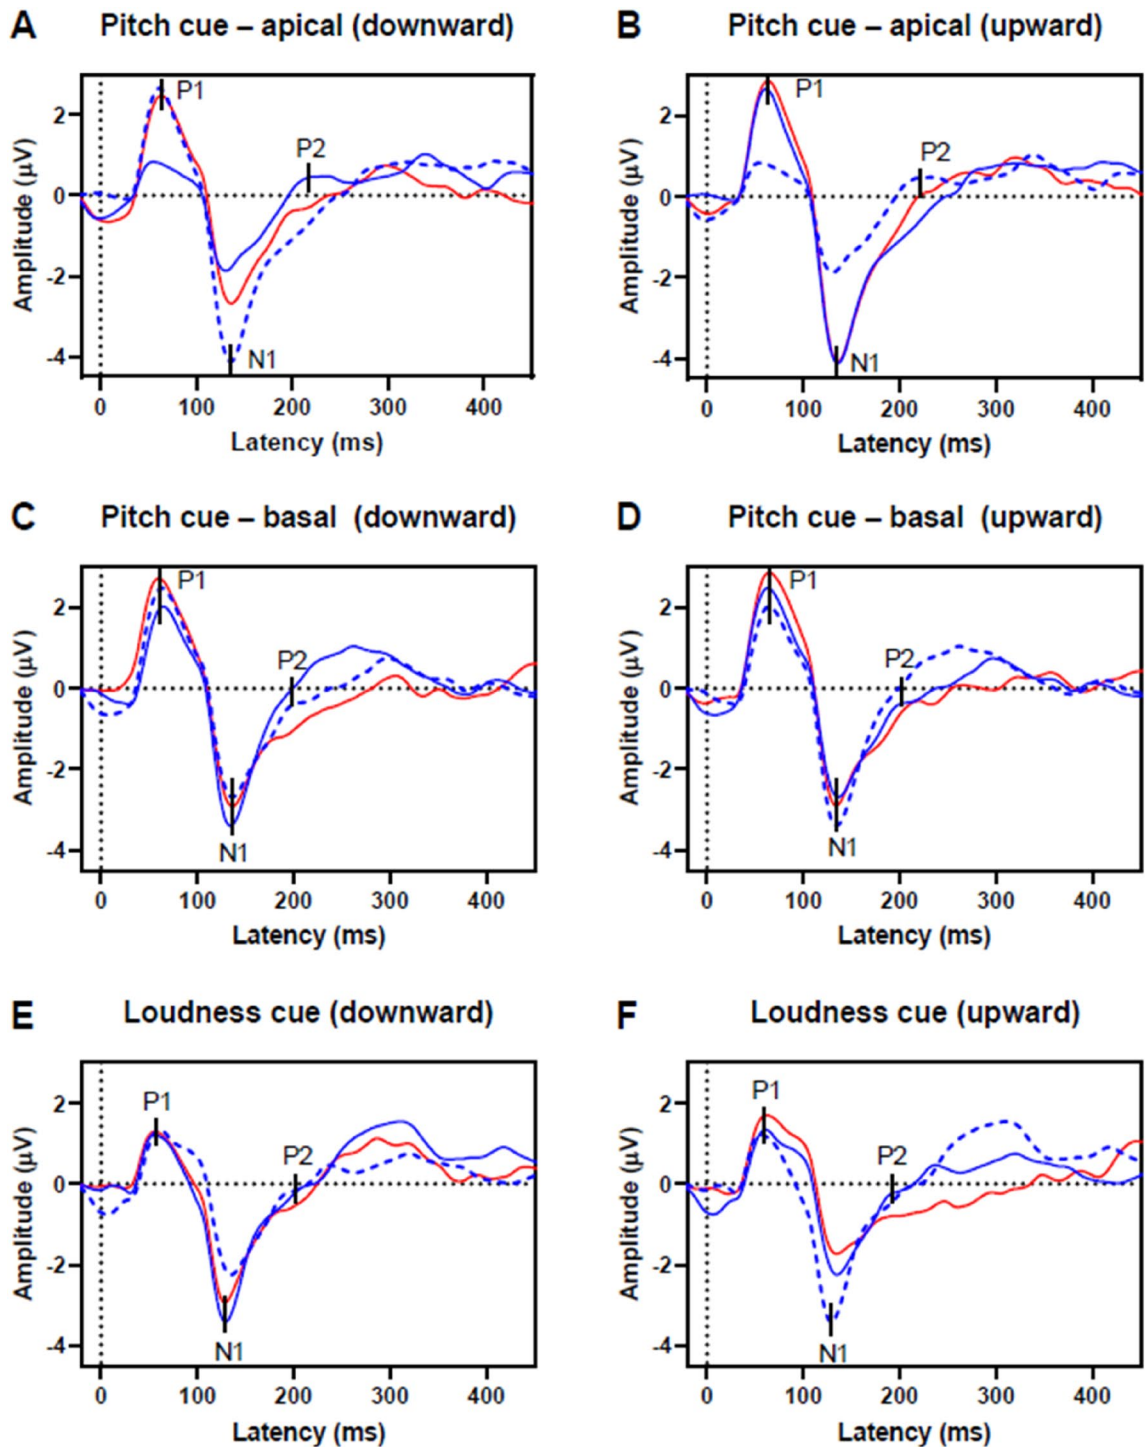 A Pitch cue – apical (downward)
P1
P2
N1
2
0
-2
-4
Amplitude (µV)
0 100 200 300 400
Latency (ms)
B Pitch cue – apical (upward)
P1
P2
N1
2
0
-2
-4
Amplitude (µV)
0 100 200 300 400
Latency (ms)
C Pitch cue – basal (downward)
P1
P2
N1
2
0
-2
-4
Amplitude (µV)
0 100 200 300 400
Latency (ms)
D Pitch cue – basal (upward)
P1
P2
N1
2
0
-2
-4
Amplitude (µV)
0 100 200 300 400
Latency (ms)
E Loudness cue (downward)
P1
P2
N1
2
0
-2
-4
Amplitude (µV)
0 100 200 300 400
Latency (ms)
F Loudness cue (upward)
P1
P2
N1
2
0
-2
-4
Amplitude (µV)
0 100 200 300 400
Latency (ms)